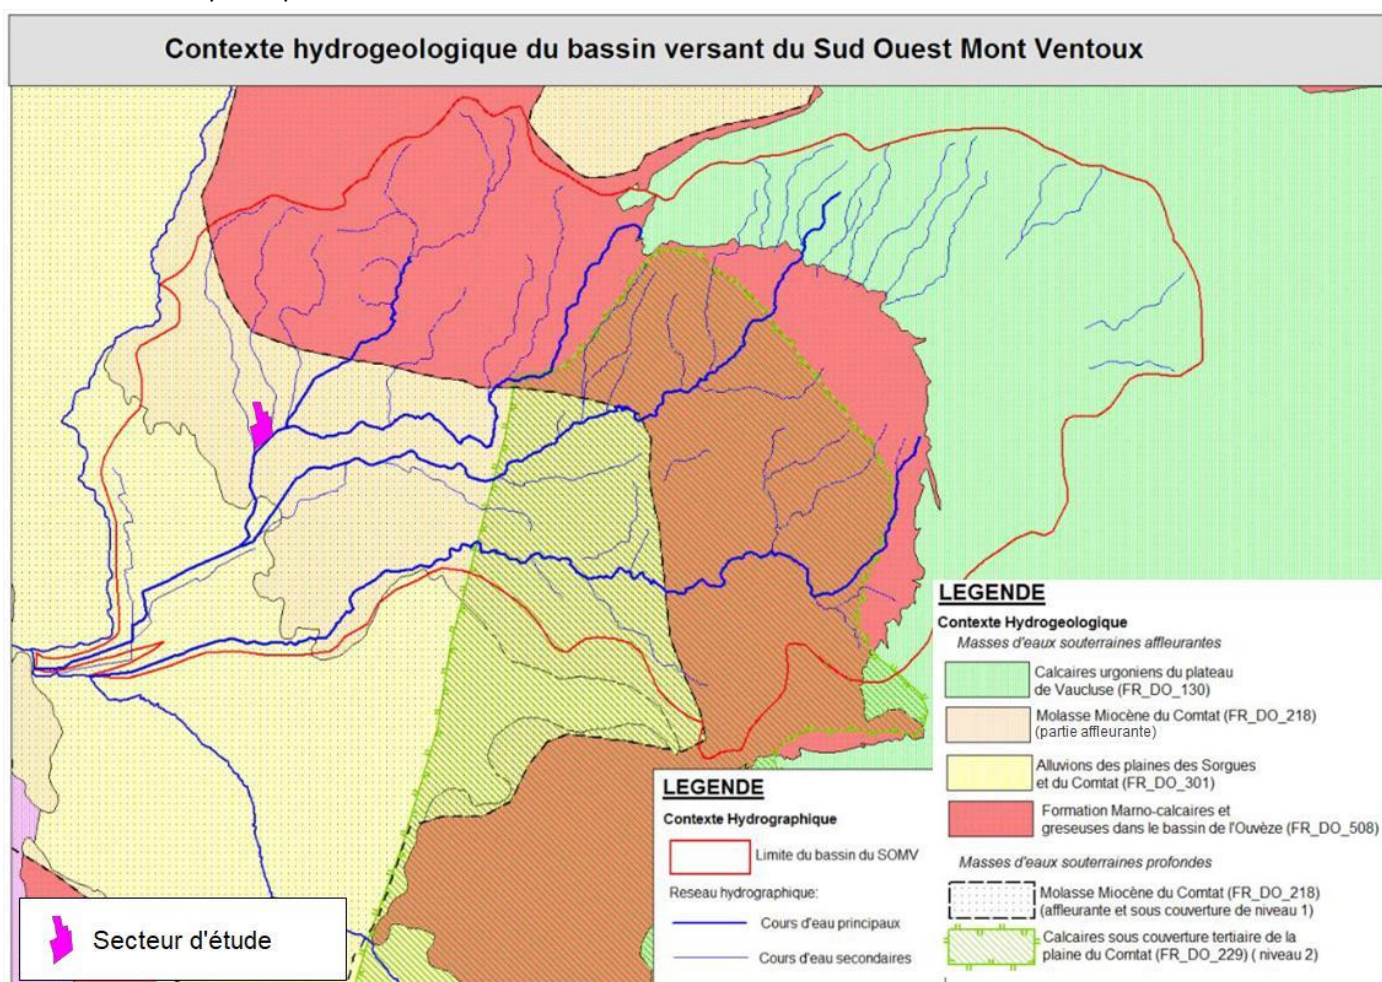 Contexte hydrogeologique du bassin versant du Sud Ouest Mont Ventoux
LEGENDE
Contexte Hydrogeologique
Masses d'eaux souterraines affleurantes
Calcaires urgoniens du plateau
de Vaucluse (FR_DO_130)
Molasse Miocène du Comtat (FR_DO_218)
(partie affleurante)
Alluvions des plaines des Sorgues
et du Comtat (FR_DO_301)
Formation Marno-calcaires et
greseuses dans le bassin de l'Ouvèze (FR_DO_508)
Masses d'eaux souterraines profondes
Molasse Miocène du Comtat (FR_DO_218)
(affleurante et sous couverture de niveau 1)
Calcaires sous couverture tertiaire de la
plaine du Comtat (FR_DO_229) ( niveau 2)
LEGENDE
Contexte Hydrographique
Limite du bassin du SOMV
Reseau hydrographique:
Cours d'eau principaux
Cours d'eau secondaires
Secteur d'étude